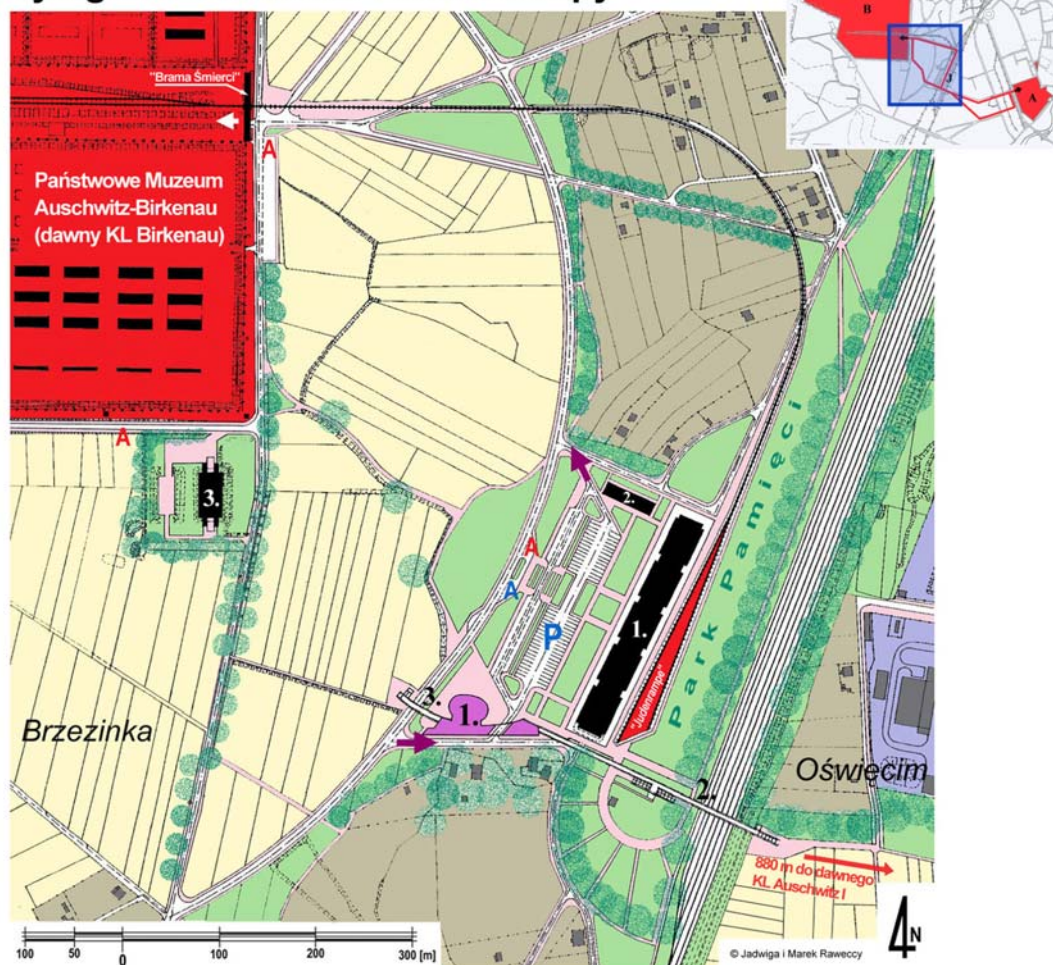 B
A
"Brama Śmierci"
A
Państwowe Muzeum
Auschwitz-Birkenau
(dawny KL Birkenau)
A
3.
2.
A
A
P
1.
"Judenrampe"
Park Pamięci
3.
1.
Brzezinka
2.
Oświęcim
880 m do dawnego
KL Auschwitz I
100 50 0 100 200 300 [m]
N
© Jadwiga i Marek Raweccy